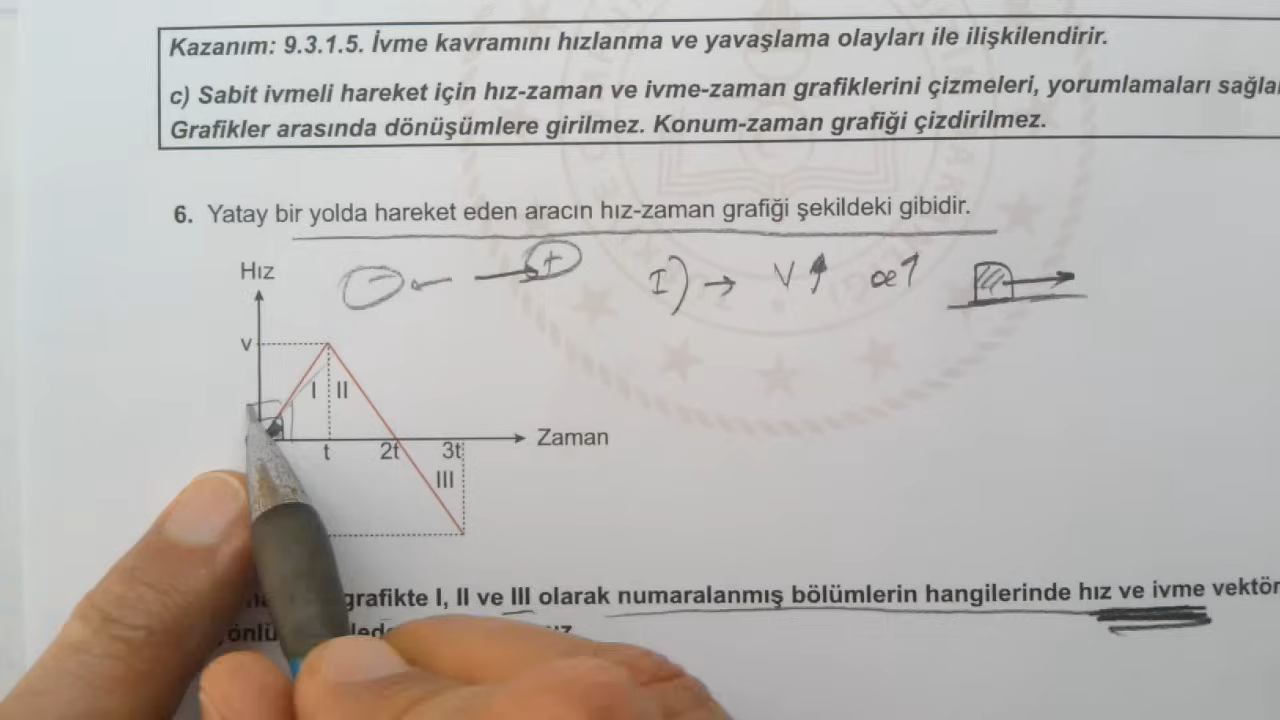 Kazanım: 9.3.1.5. İvme kavramını hızlanma ve yavaşlama olayları ile ilişkilendirir.
c) Sabit ivmeli hareket için hız-zaman ve ivme-zaman grafiklerini çizmeleri, yorumlamaları
Grafikler arasında dönüşümlere girilmez. Konum-zaman grafiği çizdirilmez.
6. Yatay bir yolda hareket eden aracın hız-zaman grafiği şekildeki gibidir.
- +
I) → V↑
Hız
V
I II
Zaman
t 2t 3t
III
grafikte I, II ve III olarak numaralanmış bölümlerin hangilerinde hız ve ivme